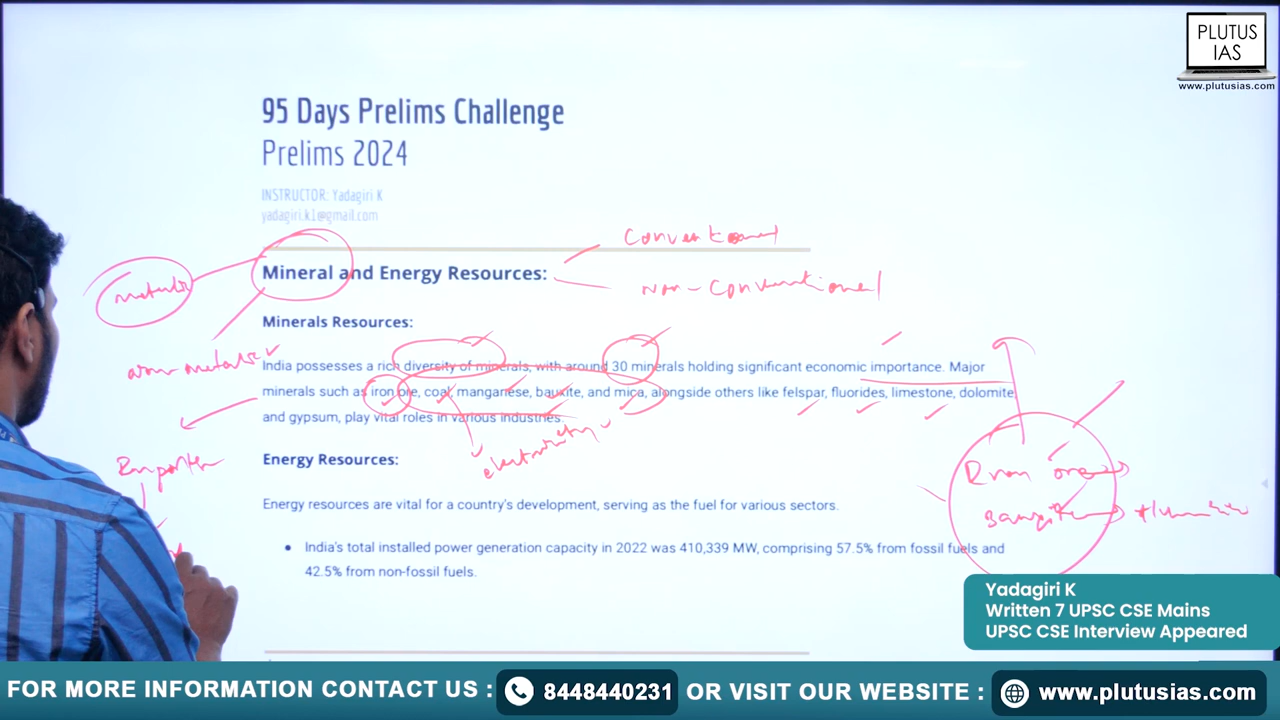 PLUTUS
IAS
www.plutusias.com
95 Days Prelims Challenge
Prelims 2024
INSTRUCTOR: Yadagiri K
yadagiri.k1@gmail.com
conventional
Mineral and Energy Resources:
metals
non-conventional
Minerals Resources:
non-metals
India possesses a rich diversity of minerals, with around 30 minerals holding significant economic importance. Major
minerals such as iron ore, coal, manganese, bauxite, and mica, alongside others like felspar, fluorides, limestone, dolomite,
and gypsum, play vital roles in various industries.
electricity
Energy Resources:
Iron ore
Energy resources are vital for a country's development, serving as the fuel for various sectors.
• India's total installed power generation capacity in 2022 was 410,339 MW, comprising 57.5% from fossil fuels and
42.5% from non-fossil fuels.
Yadagiri K
Written 7 UPSC CSE Mains
UPSC CSE Interview Appeared
FOR MORE INFORMATION CONTACT US : 8448440231 OR VISIT OUR WEBSITE : www.plutusias.com